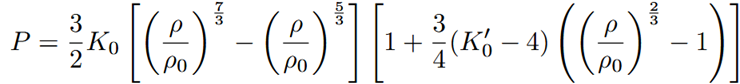 $$P = \frac{3}{2} K_0 \left[ \left( \frac{\rho}{\rho_0} \right)^{\frac{7}{3}} - \left( \frac{\rho}{\rho_0} \right)^{\frac{5}{3}} \right] \left[ 1 + \frac{3}{4} (K_0' - 4) \left( \left( \frac{\rho}{\rho_0} \right)^{\frac{2}{3}} - 1 \right) \right]$$